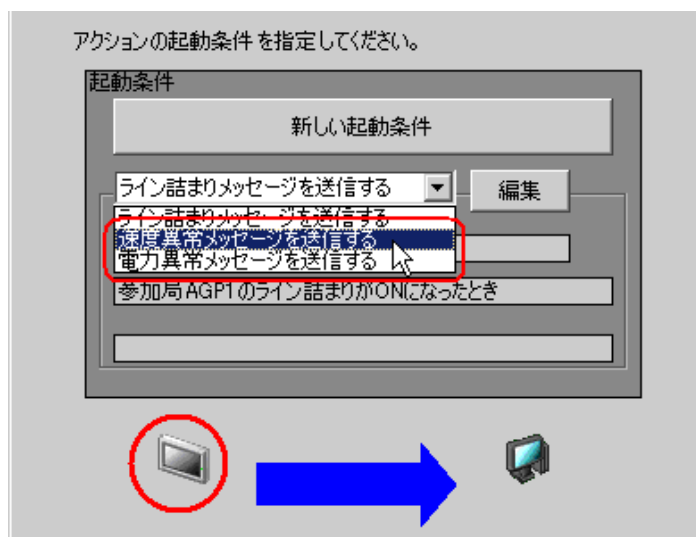 アクションの起動条件を指定してください。
起動条件
新しい起動条件
ライン詰まりメッセージを送信する
編集
ライン詰まりメッセージを送信する
速度異常メッセージを送信する
電力異常メッセージを送信する
参加局AGP1のライン詰まりがONになったとき